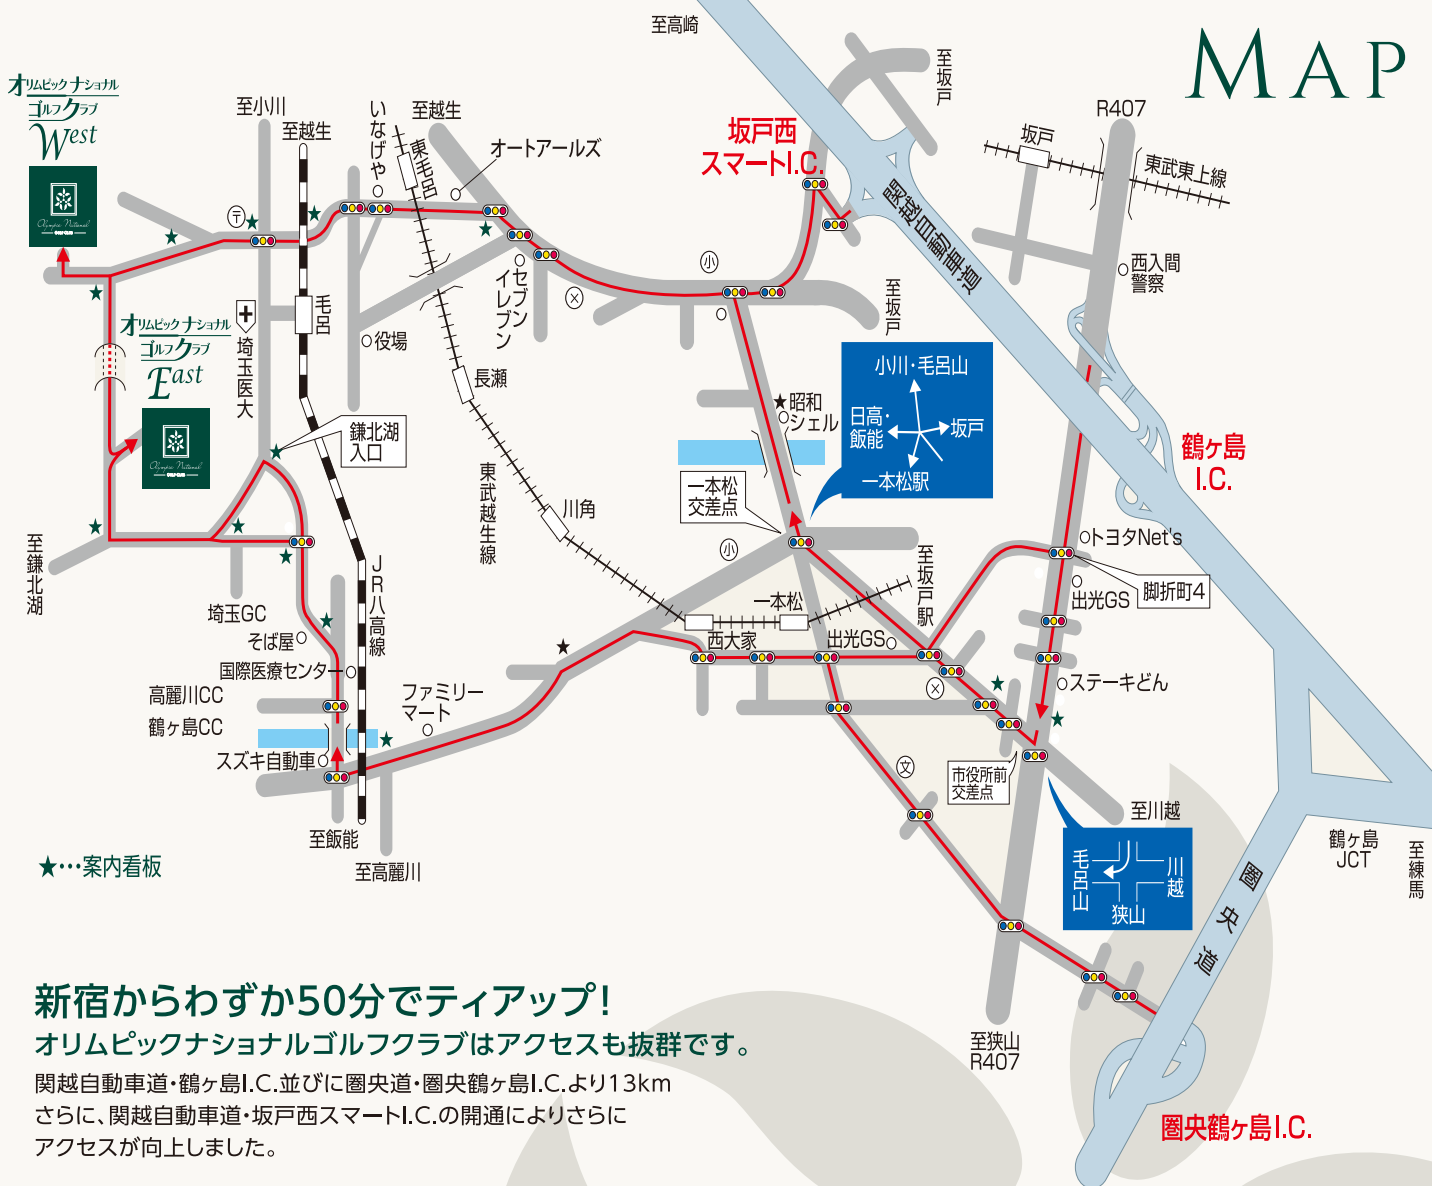 MAP
至高崎
至坂戸
R407
坂戸
東武東上線
オリムピック ナショナル
ゴルフクラブ
West
Olympic National
GOLF CLUB
至小川
至越生
いなげや
至越生
東毛呂
オートアールズ
坂戸西
スマートI.C.
関越自動車道
西入間
警察
〒
小
セブン
イレブン
至坂戸
オリムピック ナショナル
ゴルフクラブ
East
Olympic National
GOLF CLUB
毛呂
埼玉医大
役場
長瀬
鎌北湖
入口
★昭和
シェル
小川・毛呂山
日高・
飯能
坂戸
一本松駅
鶴ヶ島
I.C.
東武越生線
一本松
交差点
川角
小
至坂戸駅
トヨタNet's
脚折町4
出光GS
至鎌北湖
JR八高線
埼玉GC
そば屋
国際医療センター
一本松
西大家
出光GS
ステーキどん
高麗川CC
鶴ヶ島CC
ファミリー
マート
スズキ自動車
文
市役所前
交差点
至川越
至飯能
至高麗川
毛呂山
川越
狭山
鶴ヶ島
JCT
至練馬
★…案内看板
圏央道
新宿からわずか50分でティアップ!
オリムピックナショナルゴルフクラブはアクセスも抜群です。
関越自動車道・鶴ヶ島I.C.並びに圏央道・圏央鶴ヶ島I.C.より13km
さらに、関越自動車道・坂戸西スマートI.C.の開通によりさらに
アクセスが向上しました。
至狭山
R407
圏央鶴ヶ島I.C.